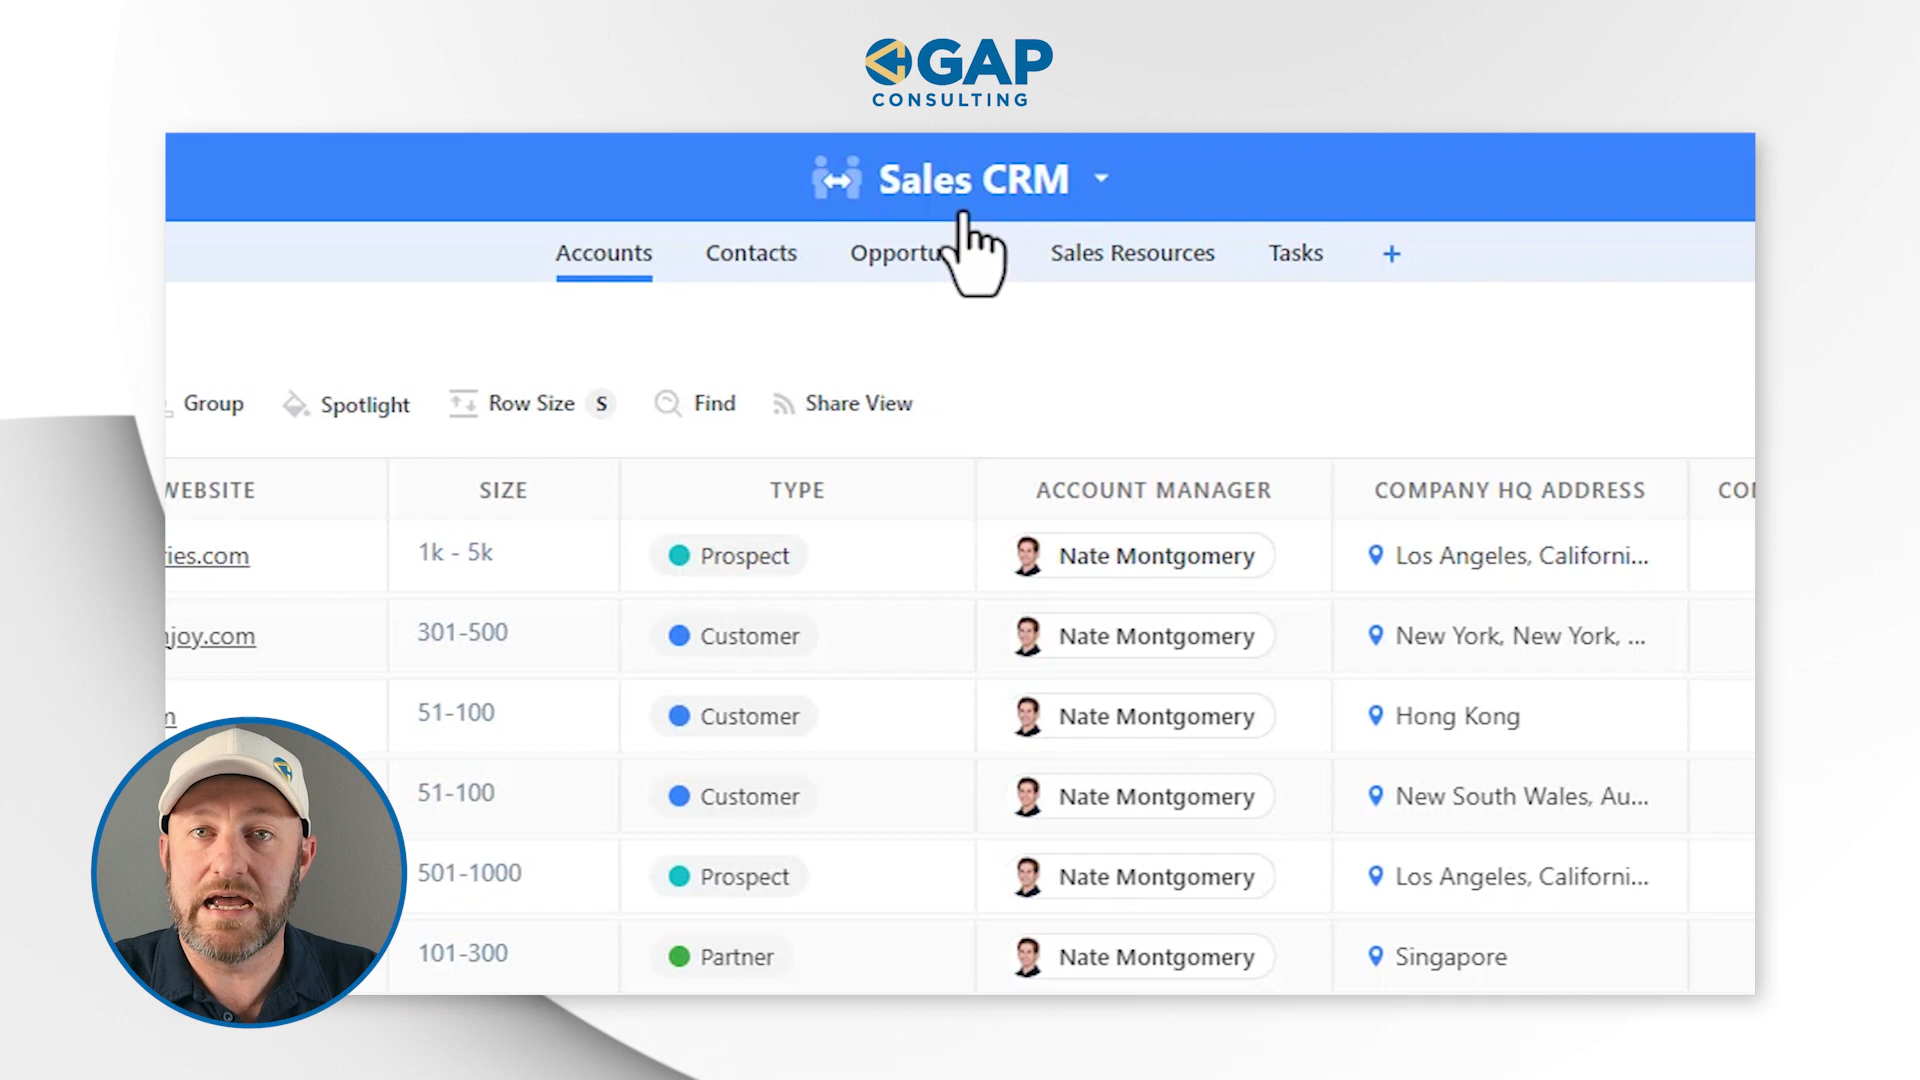 GAP
CONSULTING
Sales CRM
Accounts Contacts Opportu Sales Resources Tasks +
Group Spotlight Row Size S Find Share View
WEBSITE SIZE TYPE ACCOUNT MANAGER COMPANY HQ ADDRESS CO
ries.com 1k - 5k Prospect Nate Montgomery Los Angeles, Californi...
joy.com 301-500 Customer Nate Montgomery New York, New York, ...
51-100 Customer Nate Montgomery Hong Kong
51-100 Customer Nate Montgomery New South Wales, Au...
501-1000 Prospect Nate Montgomery Los Angeles, Californi...
101-300 Partner Nate Montgomery Singapore